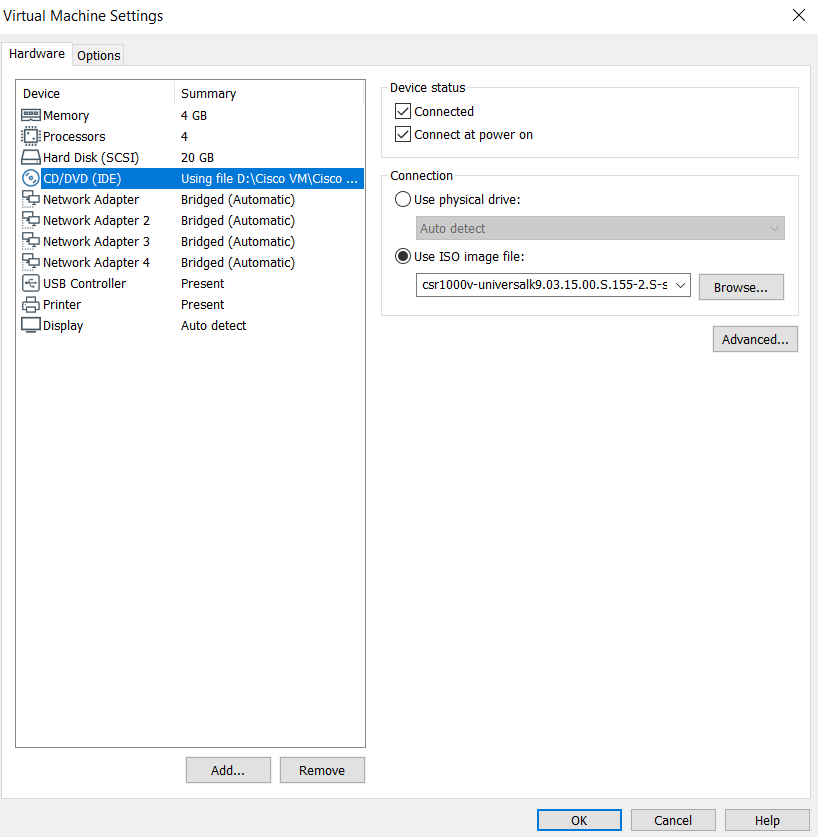 Virtual Machine Settings
Hardware Options
Device Summary
Memory 4 GB
Processors 4
Hard Disk (SCSI) 20 GB
CD/DVD (IDE) Using file D:\Cisco VM\Cisco ...
Network Adapter Bridged (Automatic)
Network Adapter 2 Bridged (Automatic)
Network Adapter 3 Bridged (Automatic)
Network Adapter 4 Bridged (Automatic)
USB Controller Present
Printer Present
Display Auto detect
Add... Remove
Device status
Connected
Connect at power on
Connection
Use physical drive:
Auto detect
Use ISO image file:
csr1000v-universalk9.03.15.00.S.155-2.S-s Browse...
Advanced...
OK Cancel Help